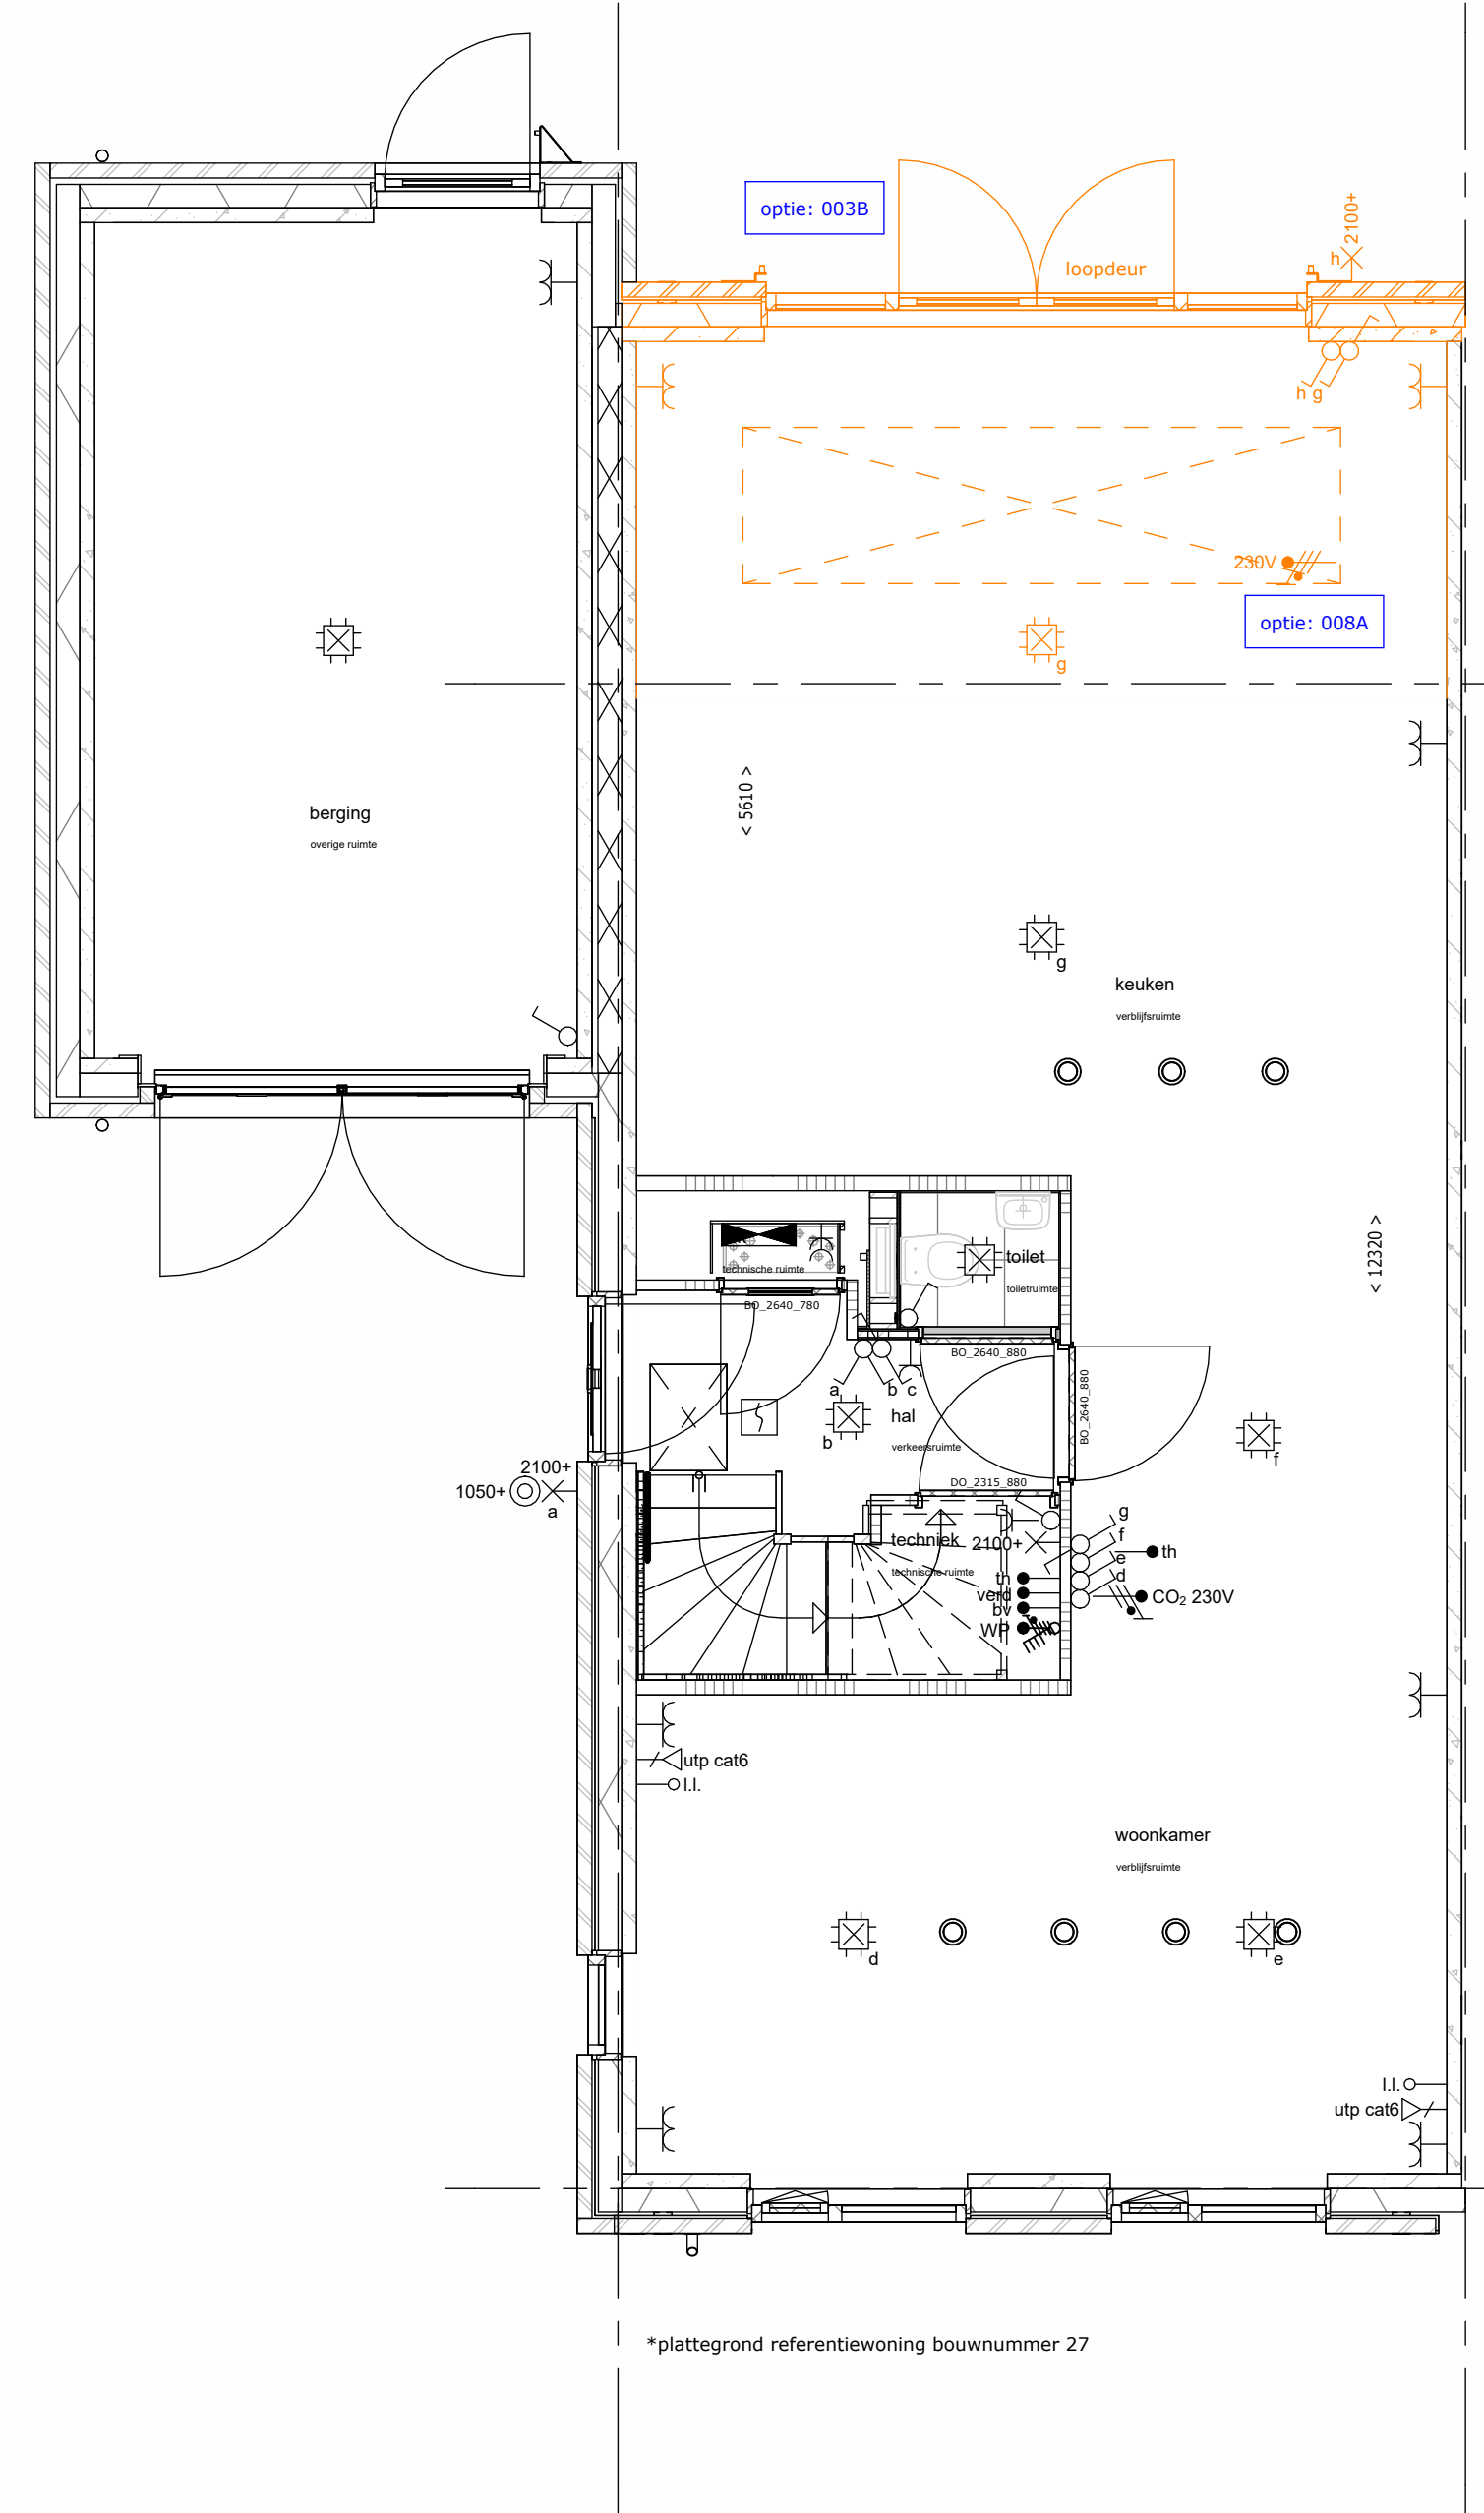 optie: 003B
loopdeur
h
2100+
h g
230V
optie: 008A
g
< 5610 >
berging
overige ruimte
g
keuken
verblijfsruimte
< 12320 >
toilet
toiletruimte
technische ruimte
BO_2640_780
BO_2640_880
BO_2640_880
a
b
c
hal
b
verkeersruimte
f
2100+
1050+
a
DO_2315_880
techniek
2100+
technische ruimte
g
f
e
d
th
th
verd
bv
WP
CO₂ 230V
utp cat6
l.l.
woonkamer
verblijfsruimte
d
e
l.l.
utp cat6
*plattegrond referentiewoning bouwnummer 27